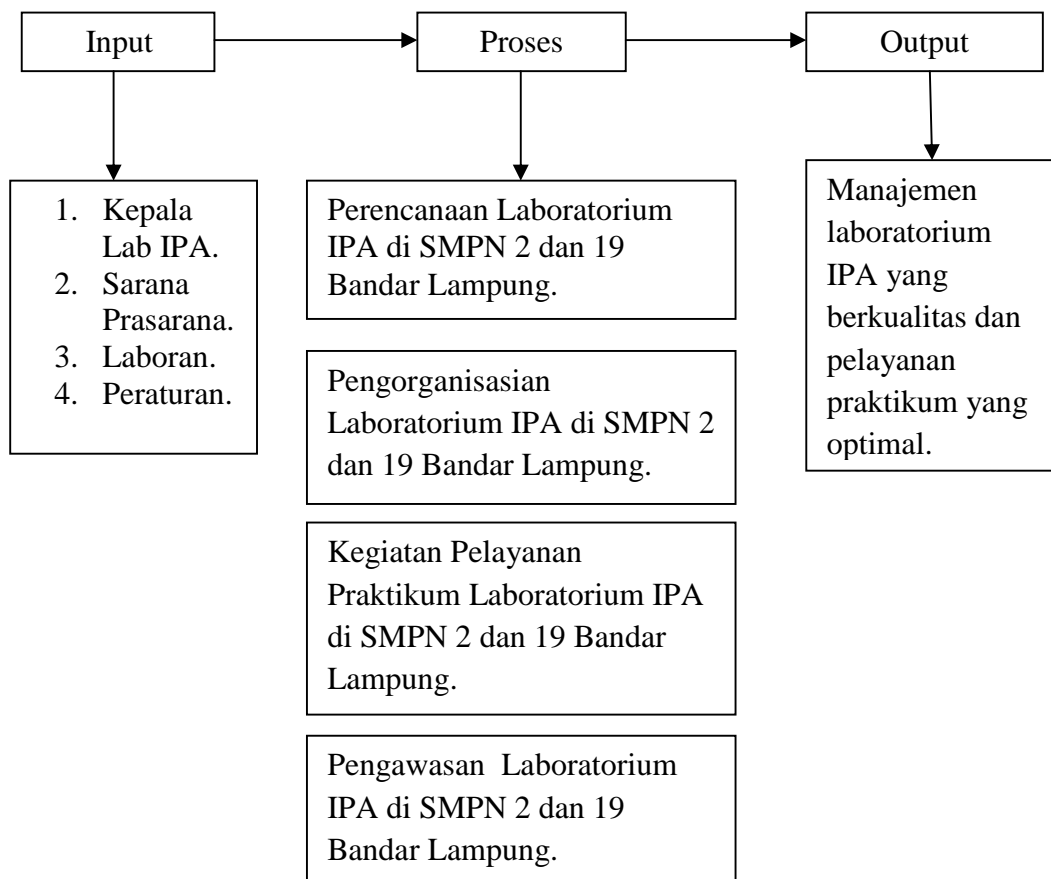 Input
Proses
Output
1. Kepala
Lab IPA.
2. Sarana
Prasarana.
3. Laboran.
4. Peraturan.
Perencanaan Laboratorium
IPA di SMPN 2 dan 19
Bandar Lampung.
Pengorganisasian
Laboratorium IPA di SMPN 2
dan 19 Bandar Lampung.
Kegiatan Pelayanan
Praktikum Laboratorium IPA
di SMPN 2 dan 19 Bandar
Lampung.
Pengawasan Laboratorium
IPA di SMPN 2 dan 19
Bandar Lampung.
Manajemen
laboratorium
IPA yang
berkualitas dan
pelayanan
praktikum yang
optimal.